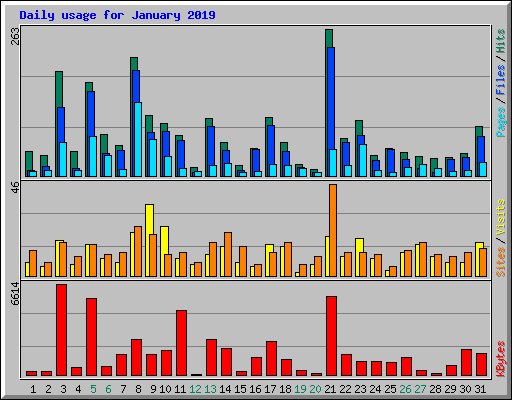 Daily usage for January 2019
263
Pages / Files / Hits
46
Sites / Visits
6614
KBytes
1 2 3 4 5 6 7 8 9 10 11 12 13 14 15 16 17 18 19 20 21 22 23 24 25 26 27 28 29 30 31